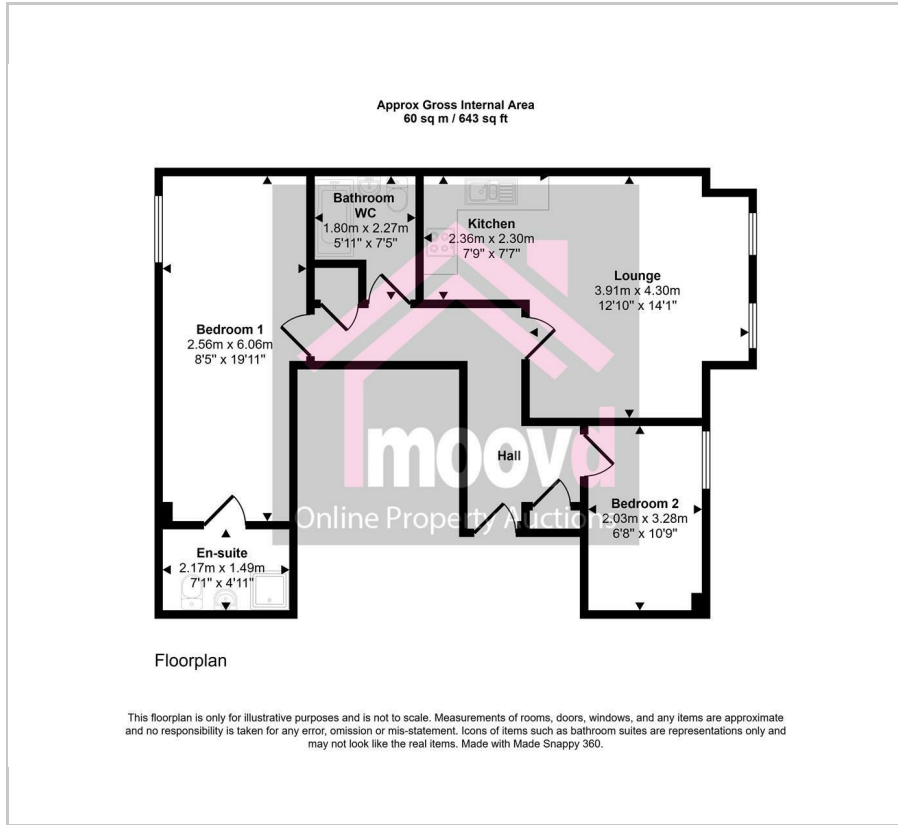 Approx Gross Internal Area
60 sq m / 643 sq ft
Bathroom
WC
1.80m x 2.27m
5'11" x 7'5"
Kitchen
2.36m x 2.30m
7'9" x 7'7"
Lounge
3.91m x 4.30m
12'10" x 14'1"
Bedroom 1
2.56m x 6.06m
8'5" x 19'11"
moovd
Online Property Auctions
Hall
Bedroom 2
2.03m x 3.28m
6'8" x 10'9"
En-suite
2.17m x 1.49m
7'1" x 4'11"
Floorplan
This floorplan is only for illustrative purposes and is not to scale. Measurements of rooms, doors, windows, and any items are approximate
and no responsibility is taken for any error, omission or mis-statement. Icons of items such as bathroom suites are representations only and
may not look like the real items. Made with Made Snappy 360.